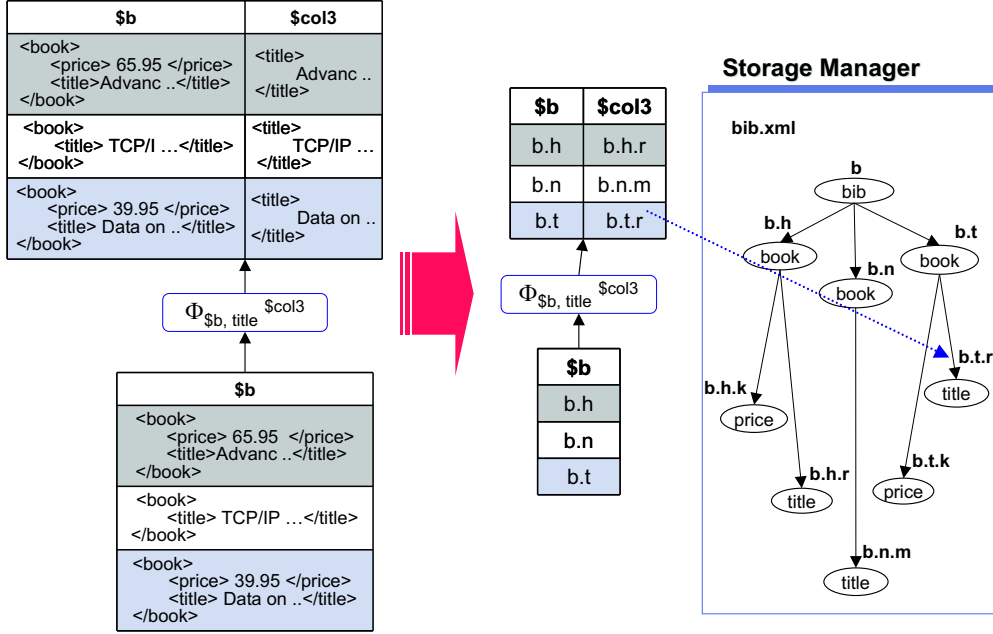 $b $col3
<book>
<price> 65.95 </price>
<title>Advanc ..</title>
</book>
<title>
Advanc ..
</title>
<book>
<title> TCP/I ...</title>
</book>
<title>
TCP/IP ...
</title>
<book>
<price> 39.95 </price>
<title> Data on ..</title>
</book>
<title>
Data on ..
</title>
Φ$b, title $col3
$b
<book>
<price> 65.95 </price>
<title>Advanc ..</title>
</book>
<book>
<title> TCP/IP ...</title>
</book>
<book>
<price> 39.95 </price>
<title> Data on ..</title>
</book>
$b $col3
b.h b.h.r
b.n b.n.m
b.t b.t.r
Φ$b, title $col3
$b
b.h
b.n
b.t
Storage Manager
bib.xml
b
bib
b.h
book
b.n
book
b.t
book
b.h.k
price
b.h.r
title
b.n.m
title
b.t.k
price
b.t.r
title